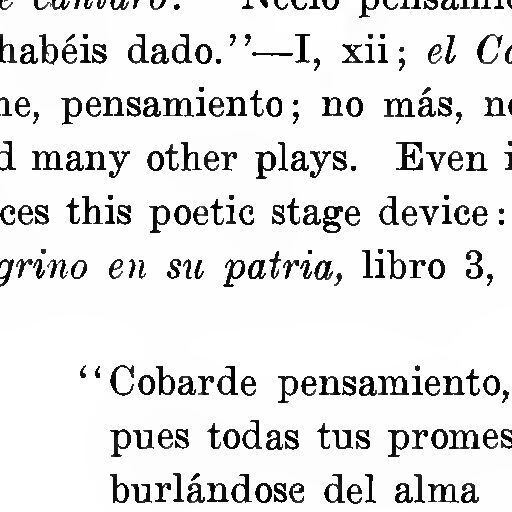 e cántaro. "Necio pensamie
habéis dado."—I, xii; el Co
ne, pensamiento; no más, no
d many other plays. Even i
ces this poetic stage device:
grino en su patria, libro 3,
"Cobarde pensamiento,
pues todas tus promes
burlándose del alma